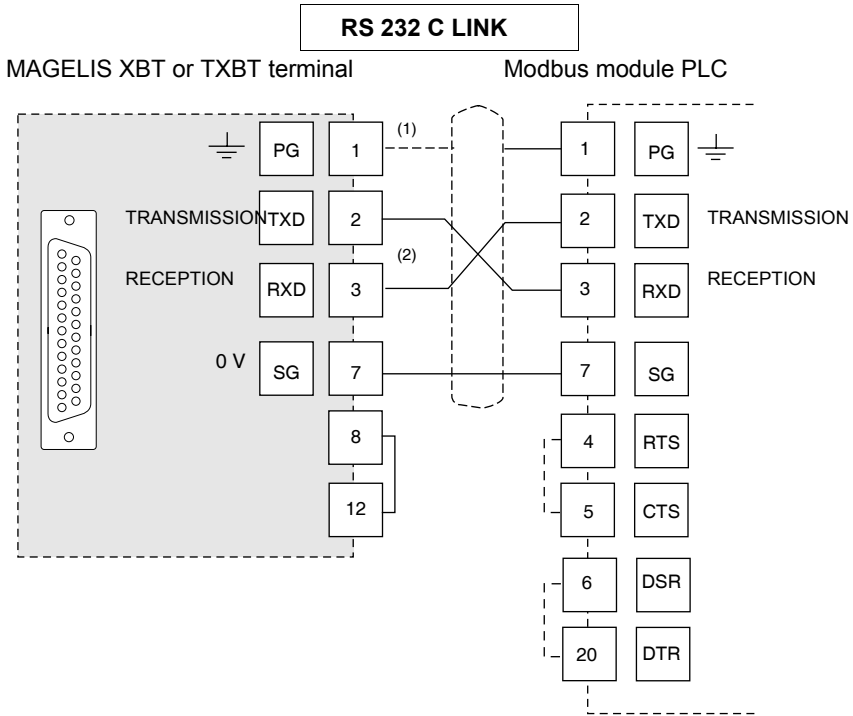 RS 232 C LINK
MAGELIS XBT or TXBT terminal
Modbus module PLC
PG 1 (1) 1 PG
TRANSMISSION TXD 2 2 TXD TRANSMISSION
(2)
RECEPTION RXD 3 3 RXD RECEPTION
0 V SG 7 7 SG
8 4 RTS
12 5 CTS
6 DSR
20 DTR